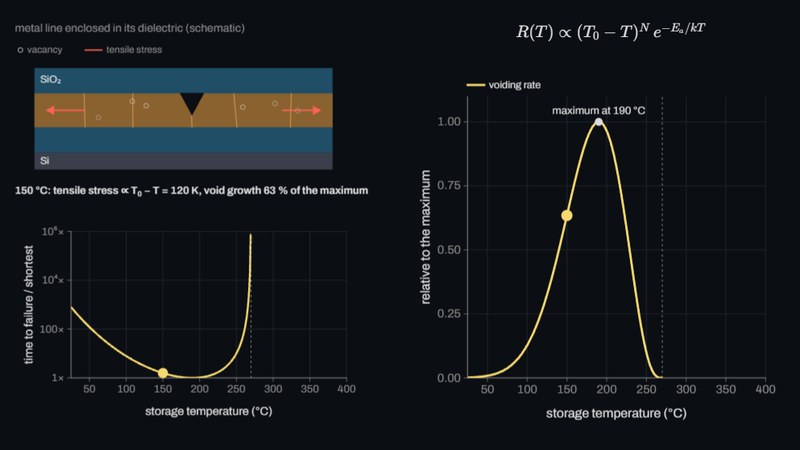 metal line enclosed in its dielectric (schematic)
vacancy
tensile stress
SiO₂
Si
150 °C: tensile stress ∝ T₀ − T = 120 K, void growth 63 % of the maximum
time to failure / shortest
10⁶×
10⁴×
100×
1×
50 100 150 200 250 300 350 400
storage temperature (°C)
R(T) ∝ (T₀ − T)ᴺ e^{−Eₐ/kT}
voiding rate
maximum at 190 °C
relative to the maximum
1.00
0.75
0.50
0.25
0.00
50 100 150 200 250 300 350 400
storage temperature (°C)